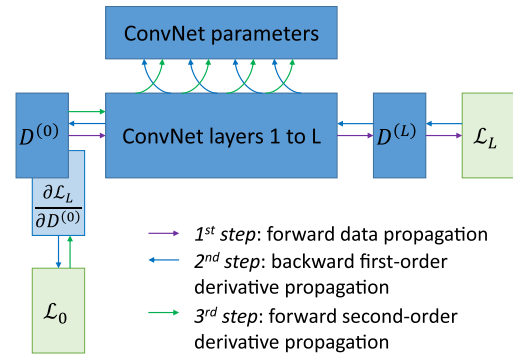 ConvNet parameters
D^(0)
ConvNet layers 1 to L
D^(L)
ℒ_L
∂ℒ_L
∂D^(0)
ℒ_0
1st step: forward data propagation
2nd step: backward first-order
derivative propagation
3rd step: forward second-order
derivative propagation